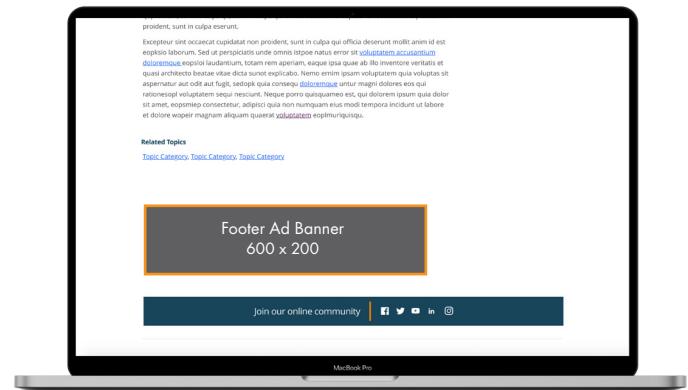 proident, sunt in culpa eserunt.
Excepteur sint occaecat cupidatat non proident, sunt in culpa qui officia deserunt mollit anim id est
eopksio laborum. Sed ut perspiciatis unde omnis istpoe natus error sit voluptatem accusantium
doloremque eopsloi laudantium, totam rem aperiam, eaque ipsa quae ab illo inventore veritatis et
quasi architecto beatae vitae dicta sunot explicabo. Nemo ernim ipsam voluptatem quia voluptas sit
aspernatur aut odit aut fugit, sedopk quia consequ doloremque untur magni dolores eos qui
rationesopl voluptatem sequi nesciunt. Neque porro quisquameo est, qui dolorem ipsum quia dolor
sit amet, eopsmiep consectetur, adipisci quia non numquam eius modi tempora incidunt ut labore
et dolore wopeir magnam aliquam quaerat voluptatem eoplmuriquisqu.
Related Topics
Topic Category, Topic Category, Topic Category
Footer Ad Banner
600 x 200
Join our online community
MacBook Pro